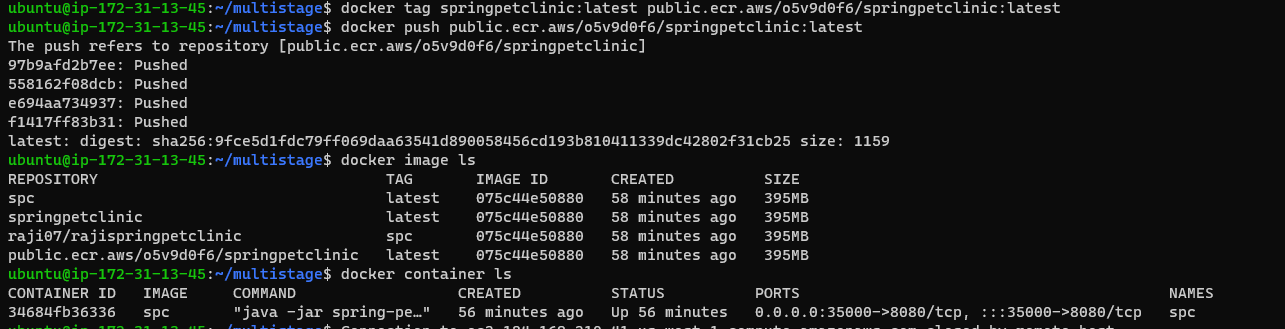 ubuntu@ip-172-31-13-45:~/multistage$ docker tag springpetclinic:latest public.ecr.aws/o5v9d0f6/springpetclinic:latest
ubuntu@ip-172-31-13-45:~/multistage$ docker push public.ecr.aws/o5v9d0f6/springpetclinic:latest
The push refers to repository [public.ecr.aws/o5v9d0f6/springpetclinic]
97b9afd2b7ee: Pushed
558162f08dcb: Pushed
e694aa734937: Pushed
f1417ff83b31: Pushed
latest: digest: sha256:9fce5d1fdc79ff069daa63541d890058456cd193b810411339dc42802f31cb25 size: 1159
ubuntu@ip-172-31-13-45:~/multistage$ docker image ls
REPOSITORY TAG IMAGE ID CREATED SIZE
spc latest 075c44e50880 58 minutes ago 395MB
springpetclinic latest 075c44e50880 58 minutes ago 395MB
raji07/rajispringpetclinic spc 075c44e50880 58 minutes ago 395MB
public.ecr.aws/o5v9d0f6/springpetclinic latest 075c44e50880 58 minutes ago 395MB
ubuntu@ip-172-31-13-45:~/multistage$ docker container ls
CONTAINER ID IMAGE COMMAND CREATED STATUS PORTS NAMES
34684fb36336 spc "java -jar spring-pe…" 56 minutes ago Up 56 minutes 0.0.0.0:35000->8080/tcp, :::35000->8080/tcp spc